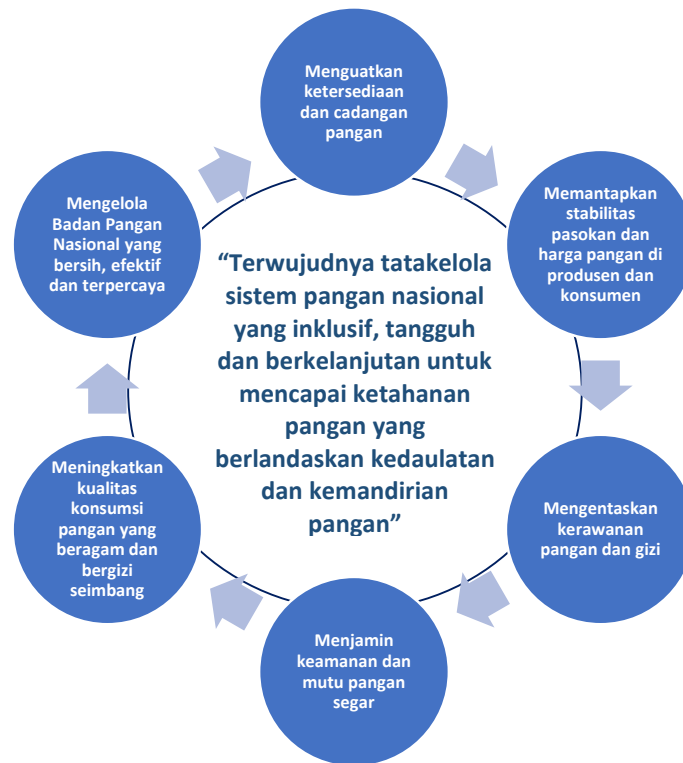 Menguatkan
ketersediaan
dan cadangan
pangan
Memantapkan
stabilitas
pasokan dan
harga pangan di
produsen dan
konsumen
Mengentaskan
kerawanan
pangan dan gizi
Menjamin
keamanan dan
mutu pangan
segar
Meningkatkan
kualitas
konsumsi
pangan yang
beragam dan
bergizi
seimbang
Mengelola
Badan Pangan
Nasional yang
bersih, efektif
dan terpercaya
“Terwujudnya tatakelola
sistem pangan nasional
yang inklusif, tangguh
dan berkelanjutan untuk
mencapai ketahanan
pangan yang
berlandaskan kedaulatan
dan kemandirian
pangan”